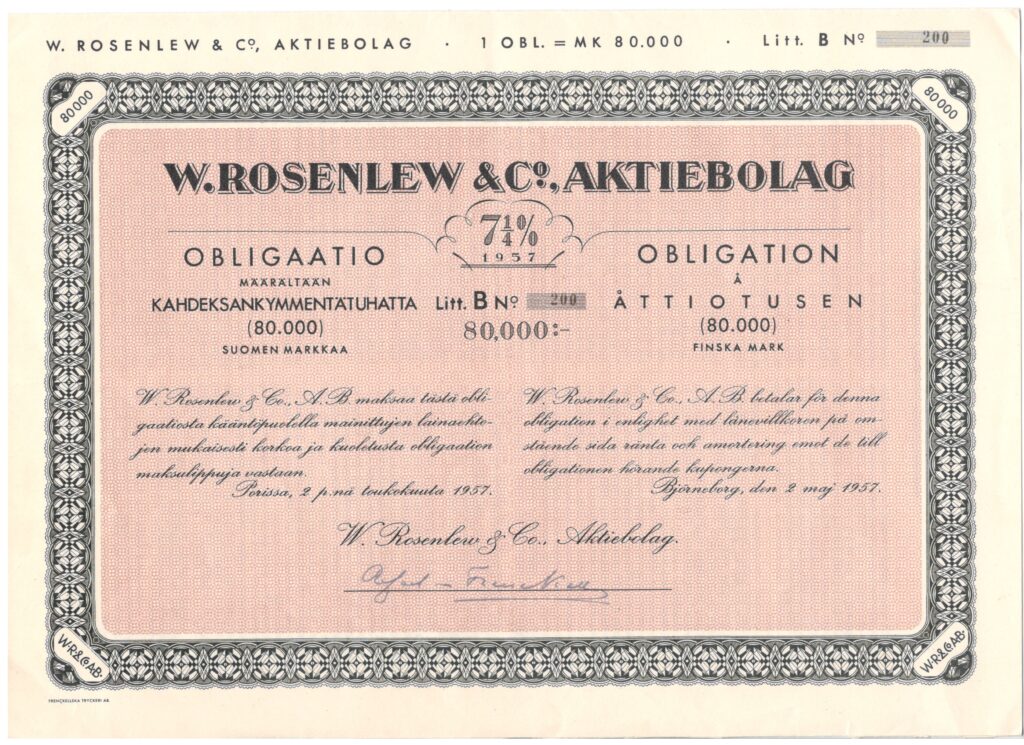 W. ROSENLEW & Cº, AKTIEBOLAG · 1 OBL. = MK 80.000 · Litt. B Nº 200
80000
80000
W. ROSENLEW & Cº., AKTIEBOLAG
7 1/4 %
1957
OBLIGAATIO
MÄÄRÄLTÄÄN
KAHDEKSANKYMMENTÄTUHATTA
(80.000)
SUOMEN MARKKAA
Litt. B Nº 200
80,000:-
OBLIGATION
Å
ÅTTIOTUSEN
(80.000)
FINSKA MARK
W. Rosenlew & Co., A.B. maksaa tästä obli-
gaatiosta kääntöpuolella mainittujen lainaehto-
jen mukaisesti korkoa ja kuoletusta obligaation
maksulippuja vastaan.
Porissa, 2 p:nä toukokuuta 1957.
W. Rosenlew & Co., A.B. betalar för denna
obligation i enlighet med lånevillkoren på om-
stående sida ränta och amortering emot de till
obligationen hörande kupongerna.
Björneborg, den 2 maj 1957.
W. Rosenlew & Co., Aktiebolag.
W.R.& Co A.B.
W.R.& Co A.B.
FRENCKELLSKA TRYCKERI AB